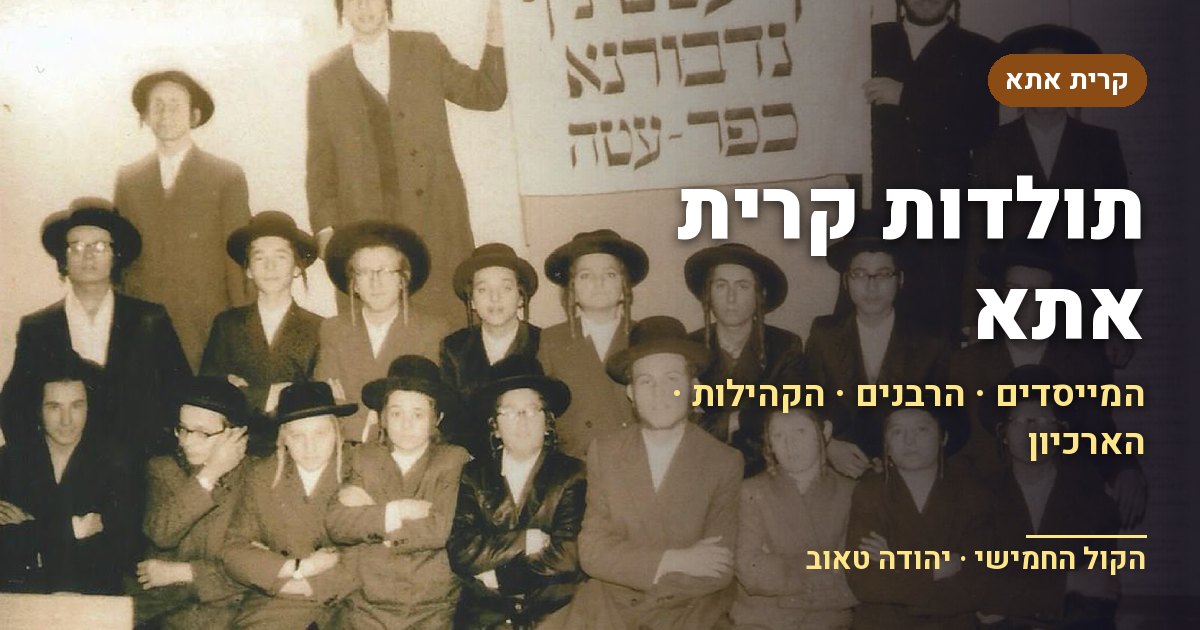 נדבורנא
כפר-עטה
קרית אתא
תולדות קרית
אתא
המייסדים · הרבנים · הקהילות ·
הארכיון
הקול החמישי · יהודה טאוב